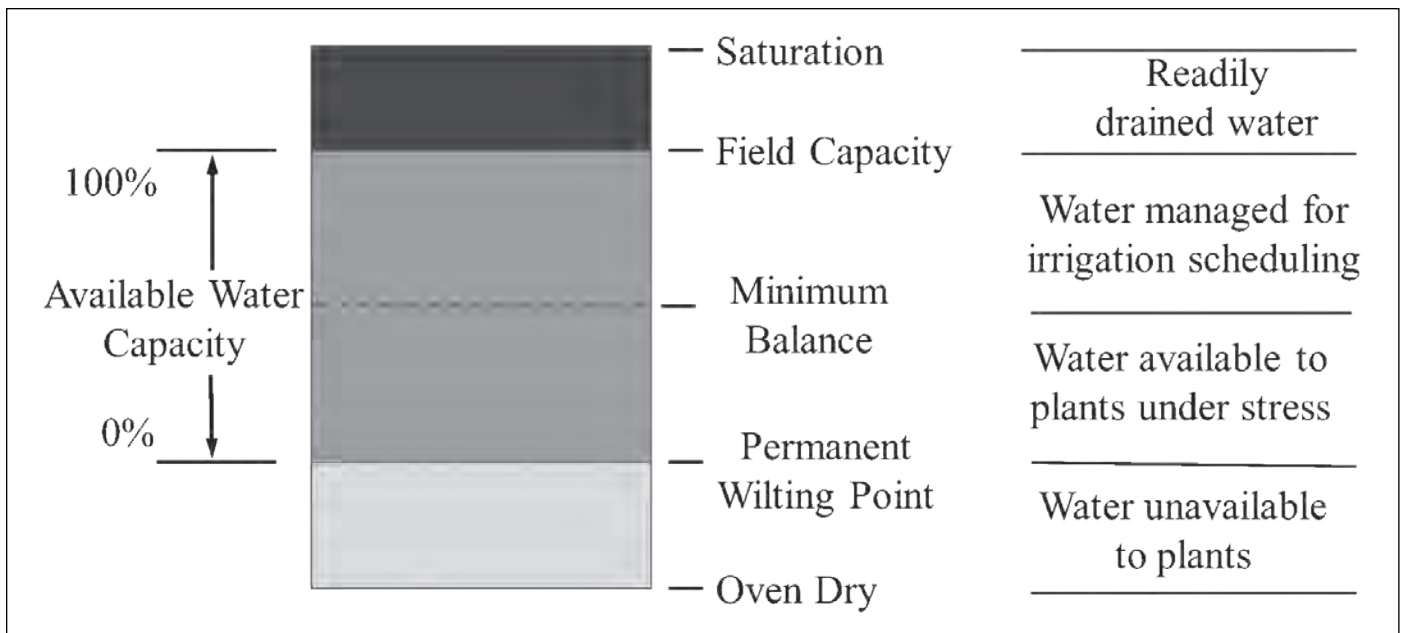 Saturation
Readily
drained water
Field Capacity
100%
Water managed for
irrigation scheduling
Available Water
Capacity
Minimum
Balance
Water available to
plants under stress
0%
Permanent
Wilting Point
Water unavailable
to plants
Oven Dry